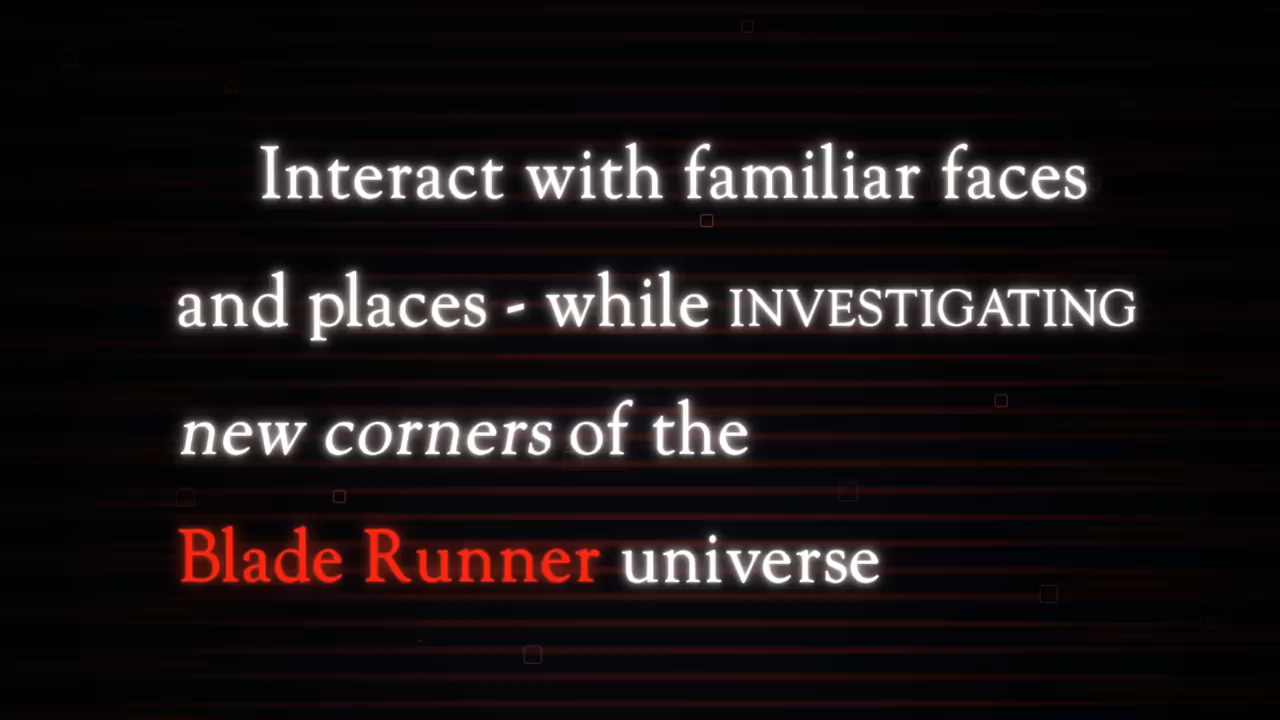 Interact with familiar faces
and places - while INVESTIGATING
new corners of the
Blade Runner universe